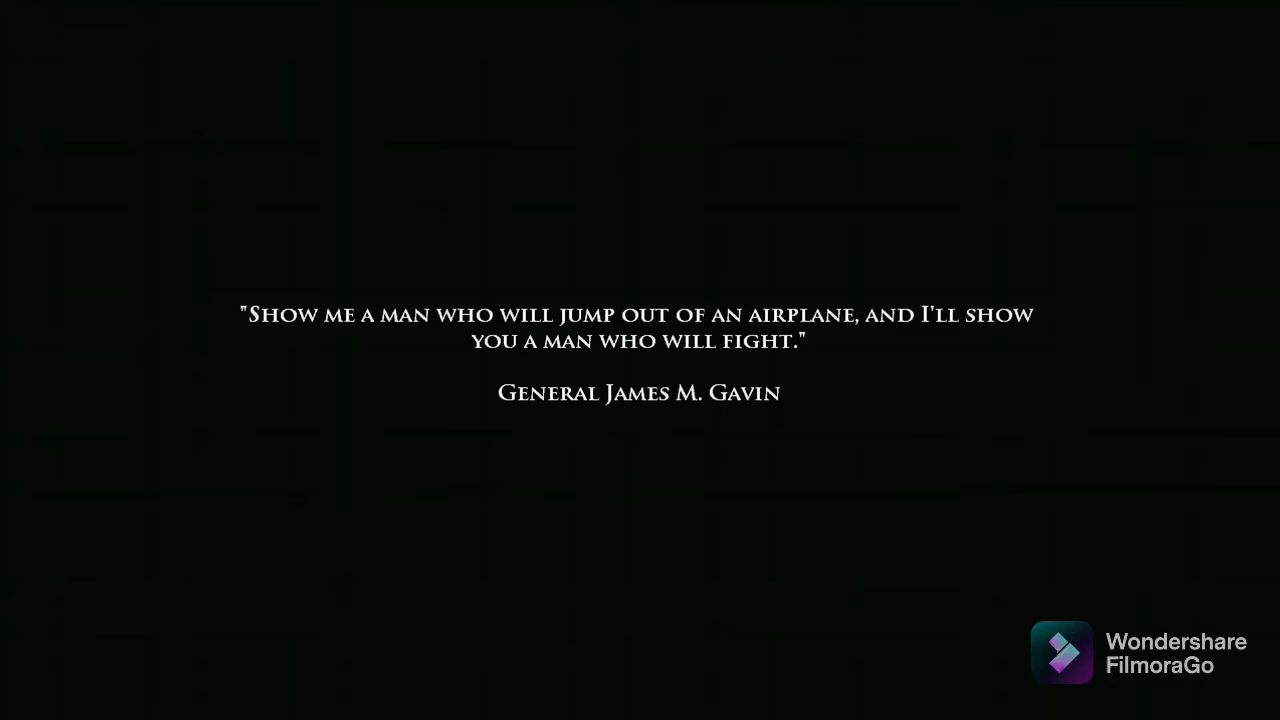 "Show me a man who will jump out of an airplane, and I'll show
you a man who will fight."
General James M. Gavin
Wondershare
FilmoraGo